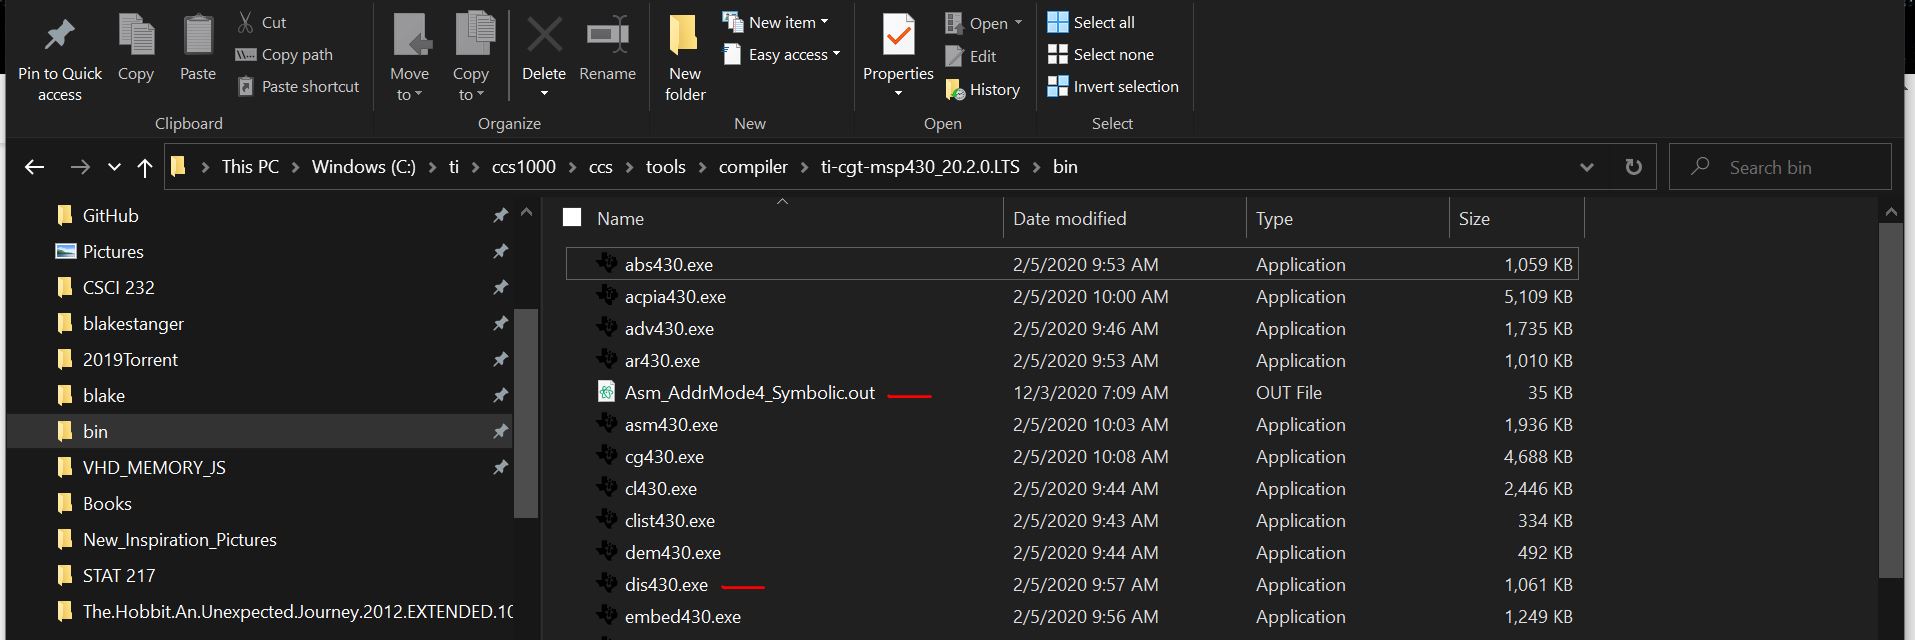 Pin to Quick access
Copy
Paste
Cut
Copy path
Paste shortcut
Clipboard
Move to
Copy to
Delete
Rename
Organize
New folder
New item
Easy access
New
Properties
Open
Edit
History
Open
Select all
Select none
Invert selection
Select
This PC > Windows (C:) > ti > ccs1000 > ccs > tools > compiler > ti-cgt-msp430_20.2.0.LTS > bin
Search bin
GitHub
Pictures
CSCI 232
blakestanger
2019Torrent
blake
bin
VHD_MEMORY_JS
Books
New_Inspiration_Pictures
STAT 217
The.Hobbit.An.Unexpected.Journey.2012.EXTENDED.10
Name Date modified Type Size
abs430.exe 2/5/2020 9:53 AM Application 1,059 KB
acpia430.exe 2/5/2020 10:00 AM Application 5,109 KB
adv430.exe 2/5/2020 9:46 AM Application 1,735 KB
ar430.exe 2/5/2020 9:53 AM Application 1,010 KB
Asm_AddrMode4_Symbolic.out 12/3/2020 7:09 AM OUT File 35 KB
asm430.exe 2/5/2020 10:03 AM Application 1,936 KB
cg430.exe 2/5/2020 10:08 AM Application 4,688 KB
cl430.exe 2/5/2020 9:44 AM Application 2,446 KB
clist430.exe 2/5/2020 9:43 AM Application 334 KB
dem430.exe 2/5/2020 9:44 AM Application 492 KB
dis430.exe 2/5/2020 9:57 AM Application 1,061 KB
embed430.exe 2/5/2020 9:56 AM Application 1,249 KB